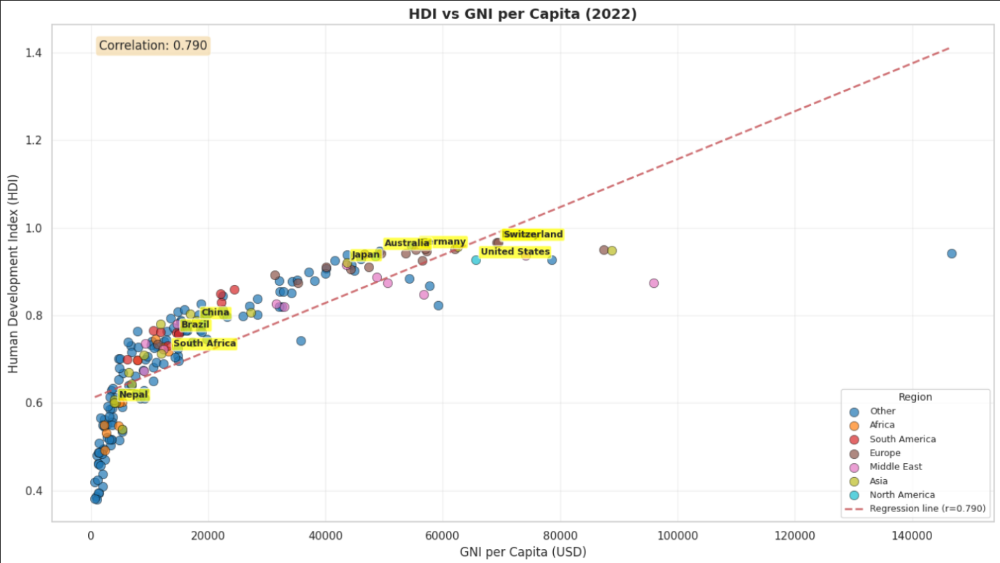 HDI vs GNI per Capita (2022)
Correlation: 0.790
Human Development Index (HDI)
1.4
1.2
1.0
0.8
0.6
0.4
Switzerland
Australia
Germany
United States
Japan
China
Brazil
South Africa
Nepal
Region
Other
Africa
South America
Europe
Middle East
Asia
North America
Regression line (r=0.790)
0 20000 40000 60000 80000 100000 120000 140000
GNI per Capita (USD)